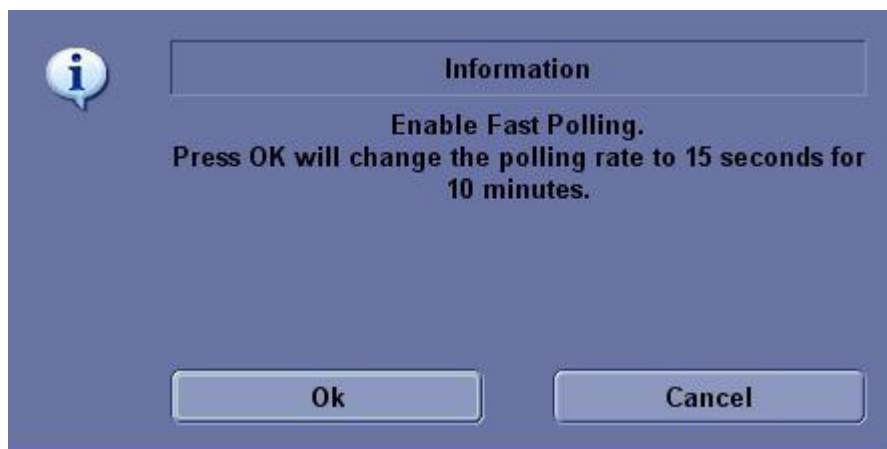 Information
Enable Fast Polling.
Press OK will change the polling rate to 15 seconds for
10 minutes.
Ok
Cancel